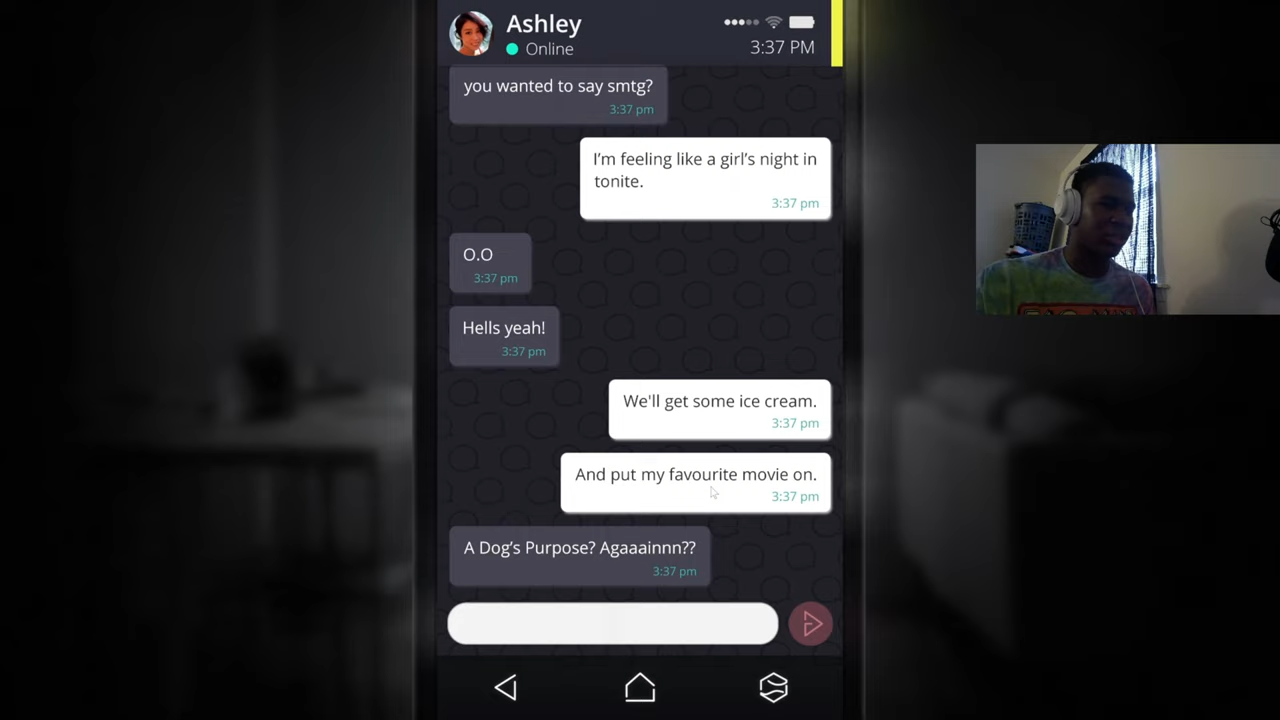 Ashley
Online
3:37 PM
you wanted to say smtg?
3:37 pm
I’m feeling like a girl’s night in
tonite.
3:37 pm
O.O
3:37 pm
Hells yeah!
3:37 pm
We'll get some ice cream.
3:37 pm
And put my favourite movie on.
3:37 pm
A Dog’s Purpose? Agaaainnn??
3:37 pm